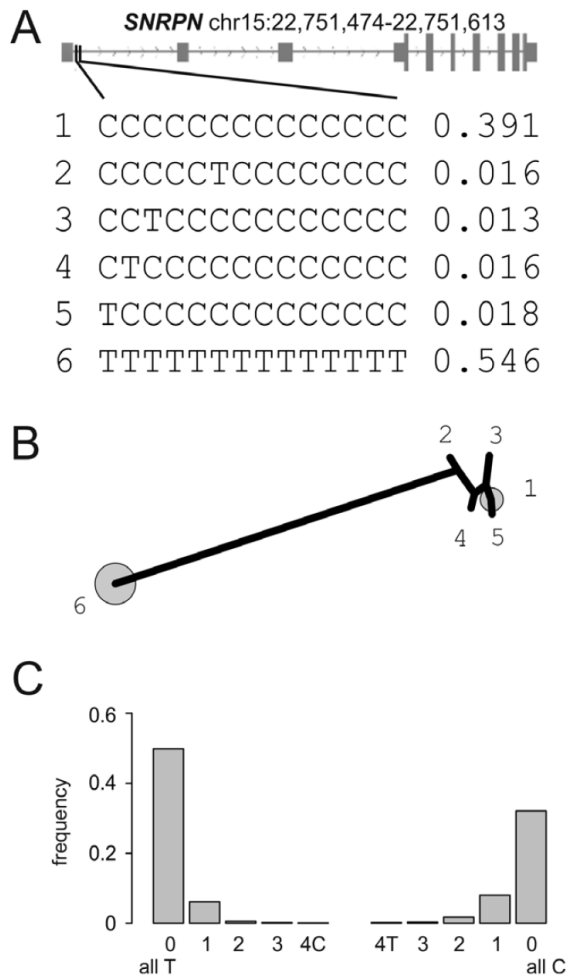 A
SNRPN chr15:22,751,474-22,751,613
1 CCCCCCCCCCCCCC 0.391
2 CCCCCTCCCCCCCC 0.016
3 CCTCCCCCCCCCCC 0.013
4 CTCCCCCCCCCCCC 0.016
5 TCCCCCCCCCCCCC 0.018
6 TTTTTTTTTTTTTT 0.546
B
2 3
1
4 5
6
C
frequency
0.6
0.4
0.2
0
0 1 2 3 4C 4T 3 2 1 0
all T all C